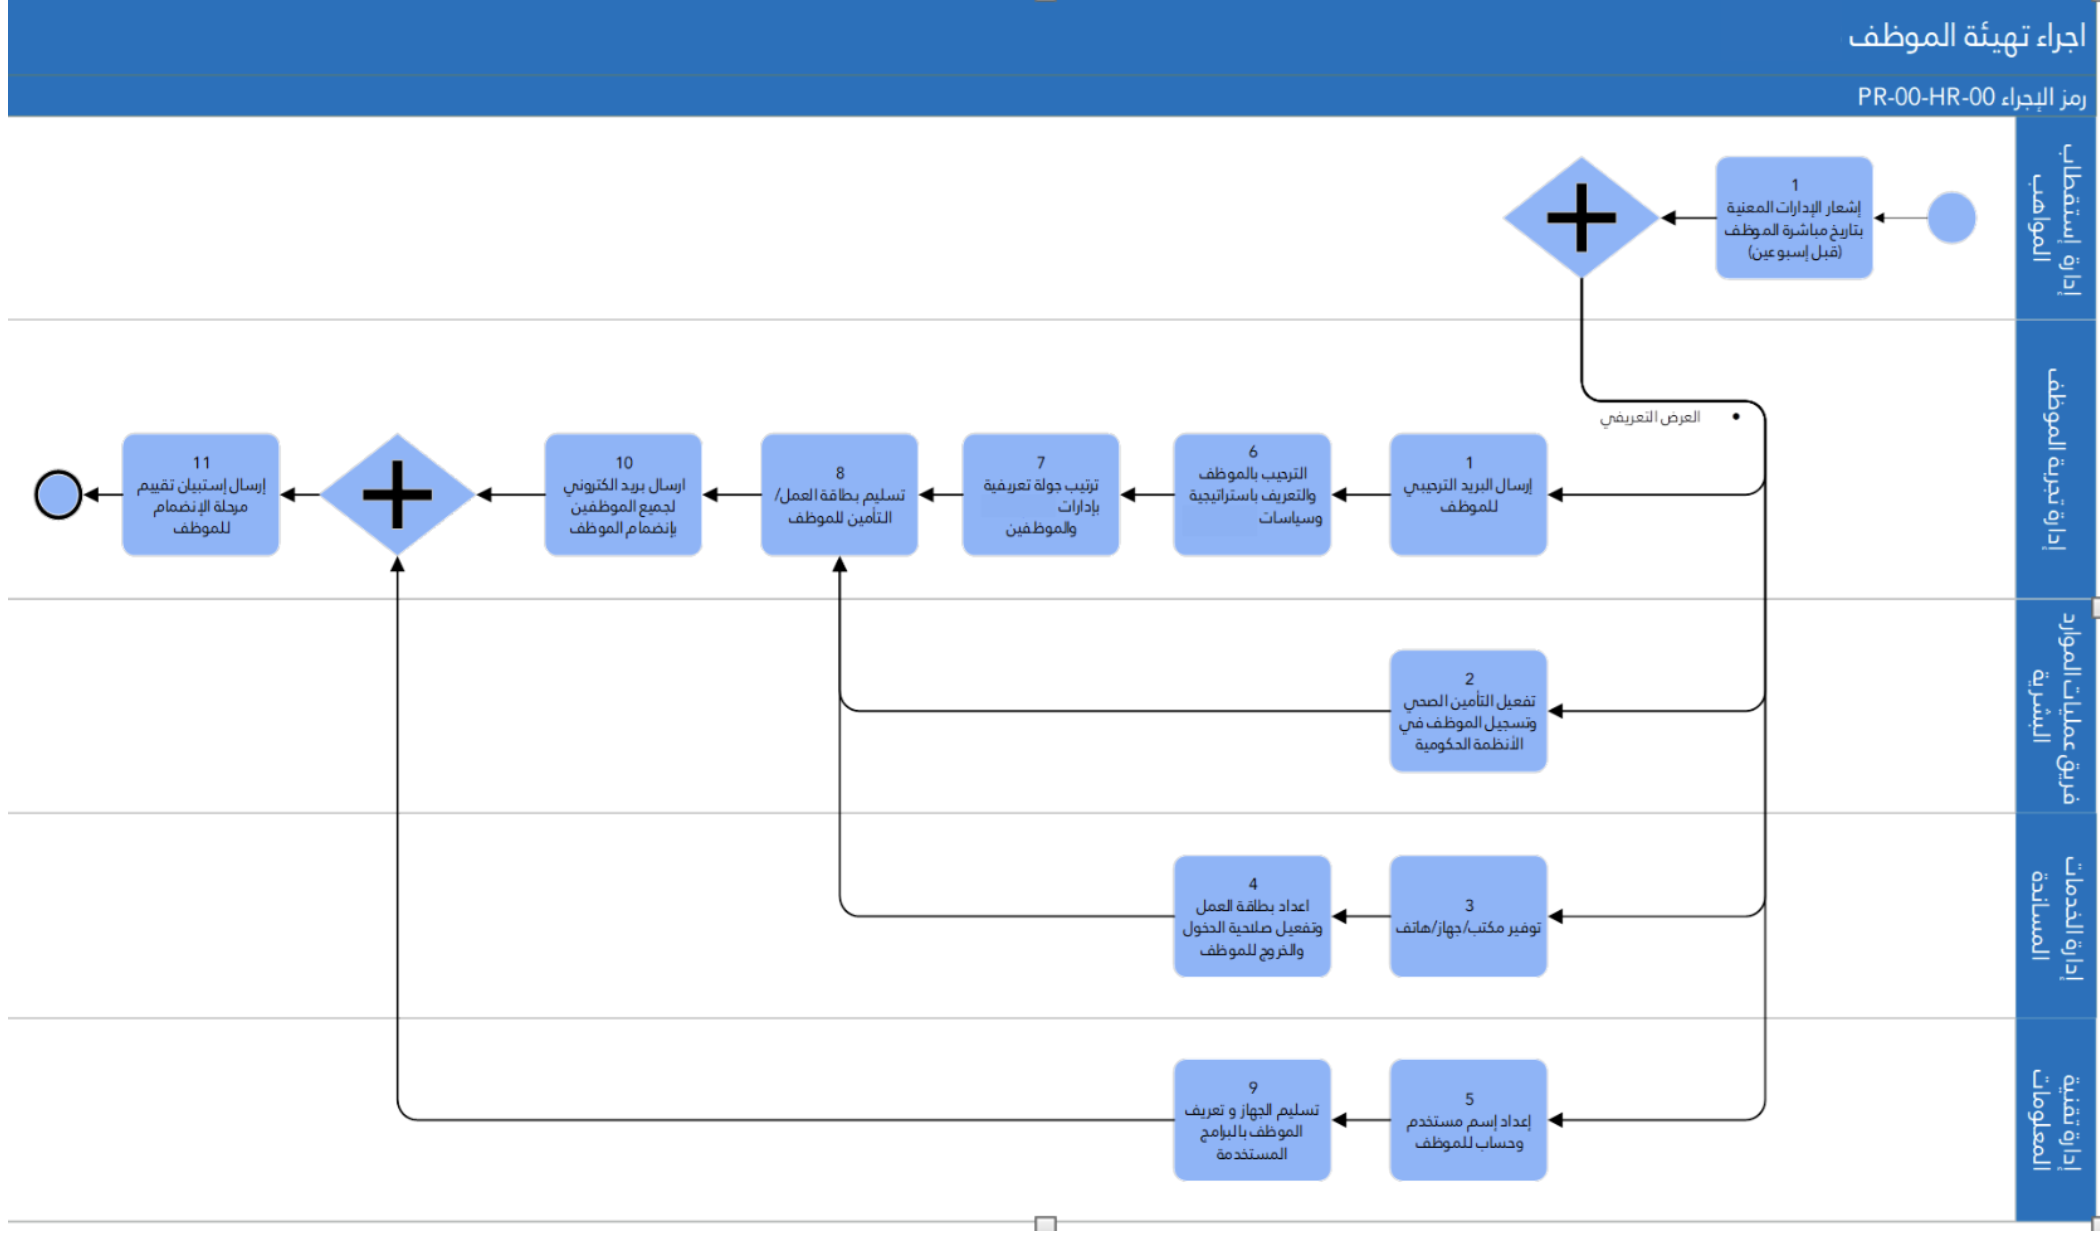 اجراء تهيئة الموظف
رمز الإجراء PR-00-HR-00
إدارة إستقطاب
المواهب
1
إشعار الإدارات المعنية
بتاريخ مباشرة الموظف
(قبل إسبوعين)
إدارة تجربة الموظف
• العرض التعريفي
1
إرسال البريد الترحيبي
للموظف
6
الترحيب بالموظف
والتعريف باستراتيجية
وسياسات
7
ترتيب جولة تعريفية
بإدارات
والموظفين
8
تسليم بطاقة العمل/
التأمين للموظف
10
ارسال بريد الكتروني
لجميع الموظفين
بإنضمام الموظف
11
إرسال إستبيان تقييم
مرحلة الإنضمام
للموظف
فريق عمليات الموارد
البشرية
2
تفعيل التأمين الصحي
وتسجيل الموظف في
الأنظمة الحكومية
إدارة الخدمات
المساندة
3
توفير مكتب/جهاز/هاتف
4
اعداد بطاقة العمل
وتفعيل صلاحية الدخول
والخروج للموظف
إدارة تقنية
المعلومات
5
إعداد إسم مستخدم
وحساب للموظف
9
تسليم الجهاز و تعريف
الموظف بالبرامج
المستخدمة